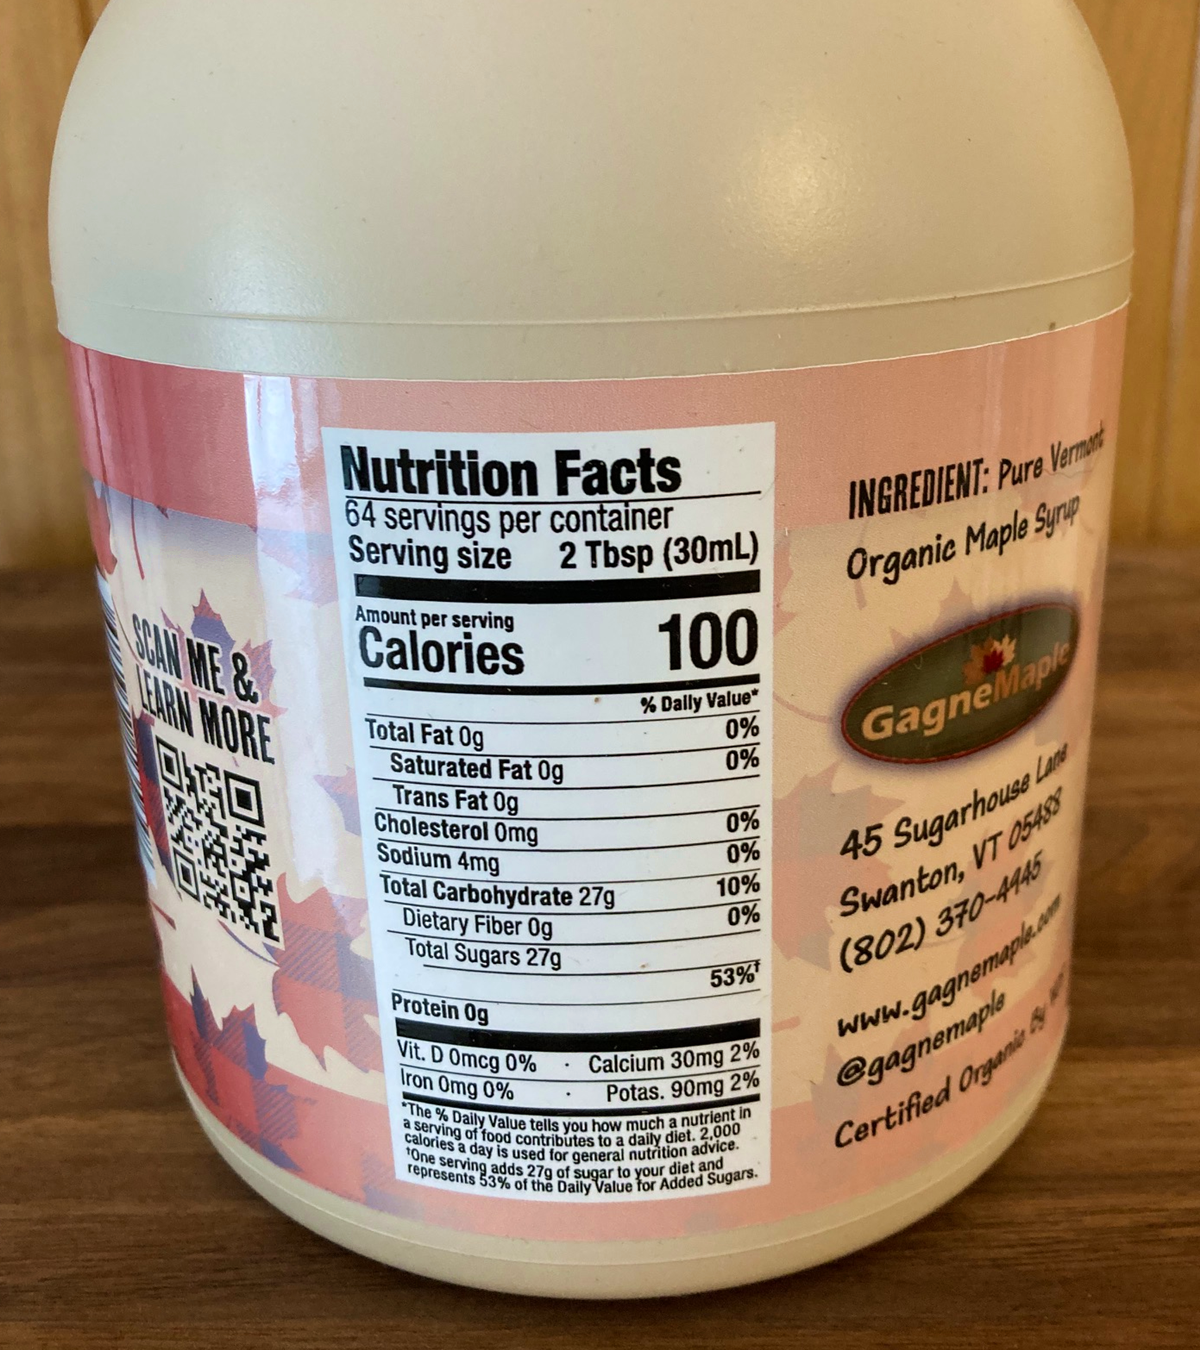 SCAN ME &
LEARN MORE
Nutrition Facts
64 servings per container
Serving size 2 Tbsp (30mL)
Amount per serving
Calories 100
% Daily Value*
Total Fat 0g 0%
Saturated Fat 0g 0%
Trans Fat 0g
Cholesterol 0mg 0%
Sodium 4mg 0%
Total Carbohydrate 27g 10%
Dietary Fiber 0g 0%
Total Sugars 27g
53%†
Protein 0g
Vit. D 0mcg 0% · Calcium 30mg 2%
Iron 0mg 0% · Potas. 90mg 2%
*The % Daily Value tells you how much a nutrient in
a serving of food contributes to a daily diet. 2,000
calories a day is used for general nutrition advice.
†One serving adds 27g of sugar to your diet and
represents 53% of the Daily Value for Added Sugars.
INGREDIENT: Pure Vermont
Organic Maple Syrup
GagneMaple
45 Sugarhouse Lane
Swanton, VT 05488
(802) 370-4445
www.gagnemaple.com
@gagnemaple
Certified Organic By